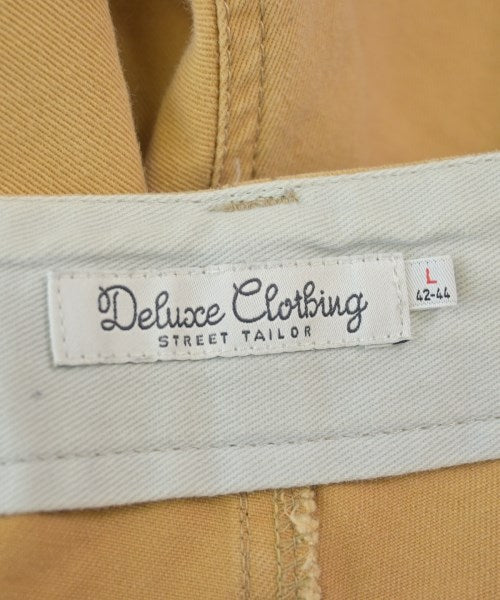 Deluxe Clothing
STREET TAILOR
L
42-44